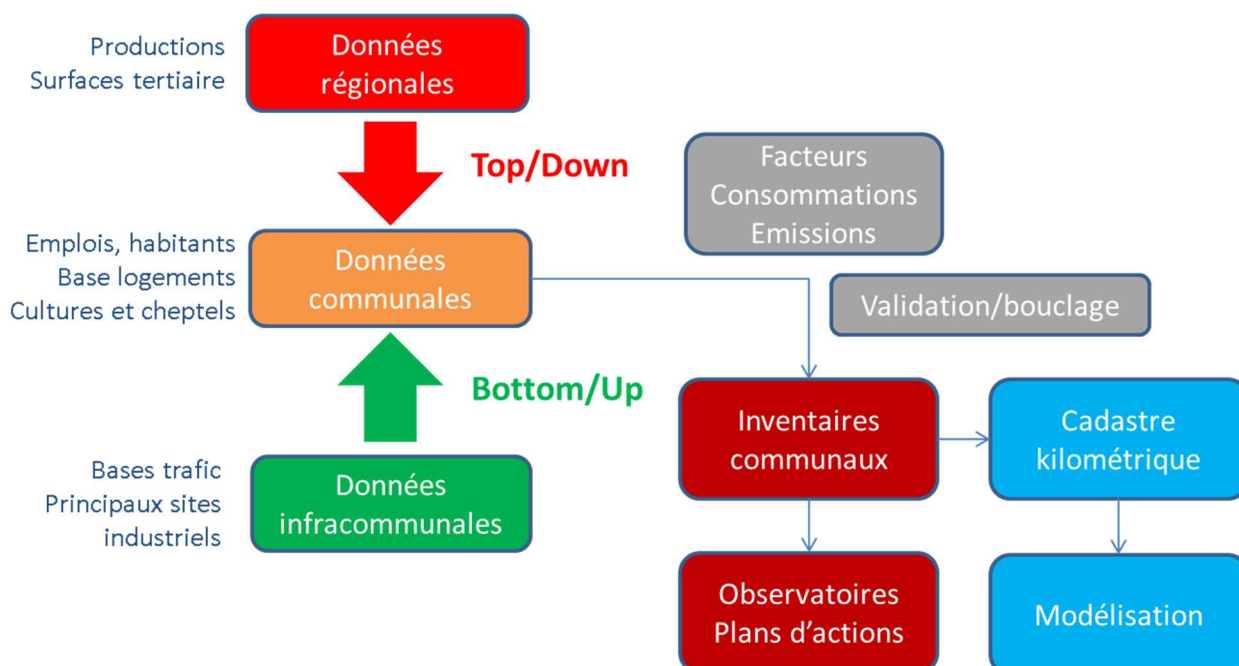 Productions
Surfaces tertiaire
Données
régionales
Top/Down
Facteurs
Consommations
Emissions
Emplois, habitants
Base logements
Cultures et cheptels
Données
communales
Validation/bouclage
Bottom/Up
Inventaires
communaux
Cadastre
kilométrique
Bases trafic
Principaux sites
industriels
Données
infracommunales
Observatoires
Plans d’actions
Modélisation